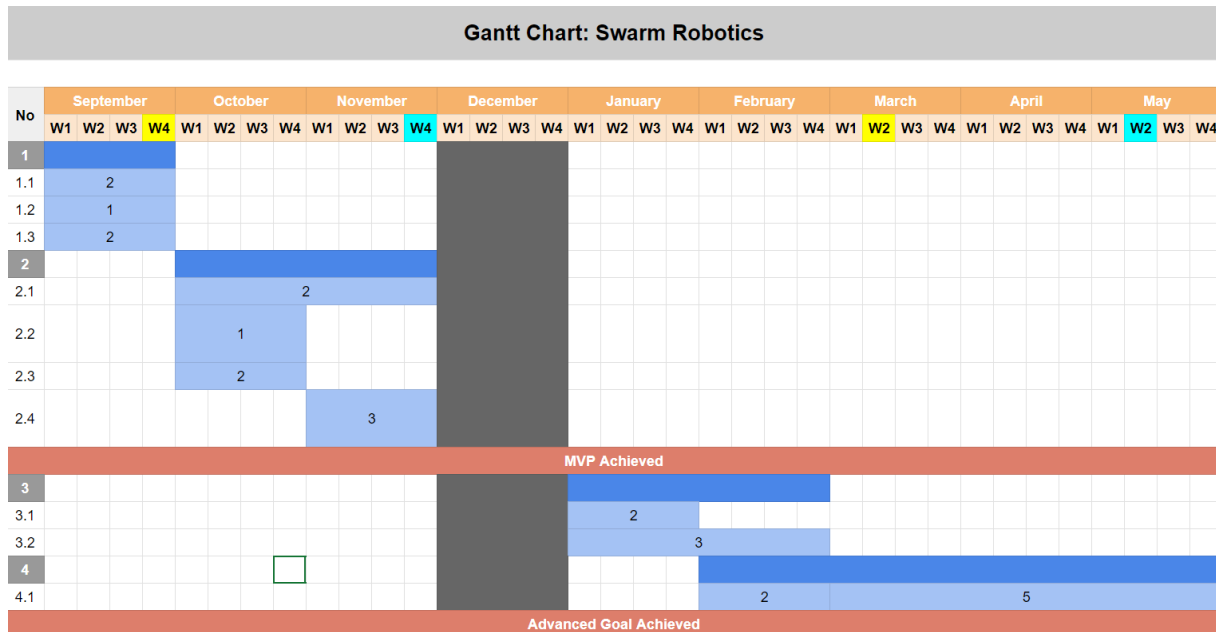 Gantt Chart: Swarm Robotics
No September October November December January February March April May
W1 W2 W3 W4 W1 W2 W3 W4 W1 W2 W3 W4 W1 W2 W3 W4 W1 W2 W3 W4 W1 W2 W3 W4 W1 W2 W3 W4 W1 W2 W3 W4 W1 W2 W3 W4
1
1.1 2
1.2 1
1.3 2
2
2.1 2
2.2 1
2.3 2
2.4 3
MVP Achieved
3
3.1 2
3.2 3
4
4.1 2 5
Advanced Goal Achieved